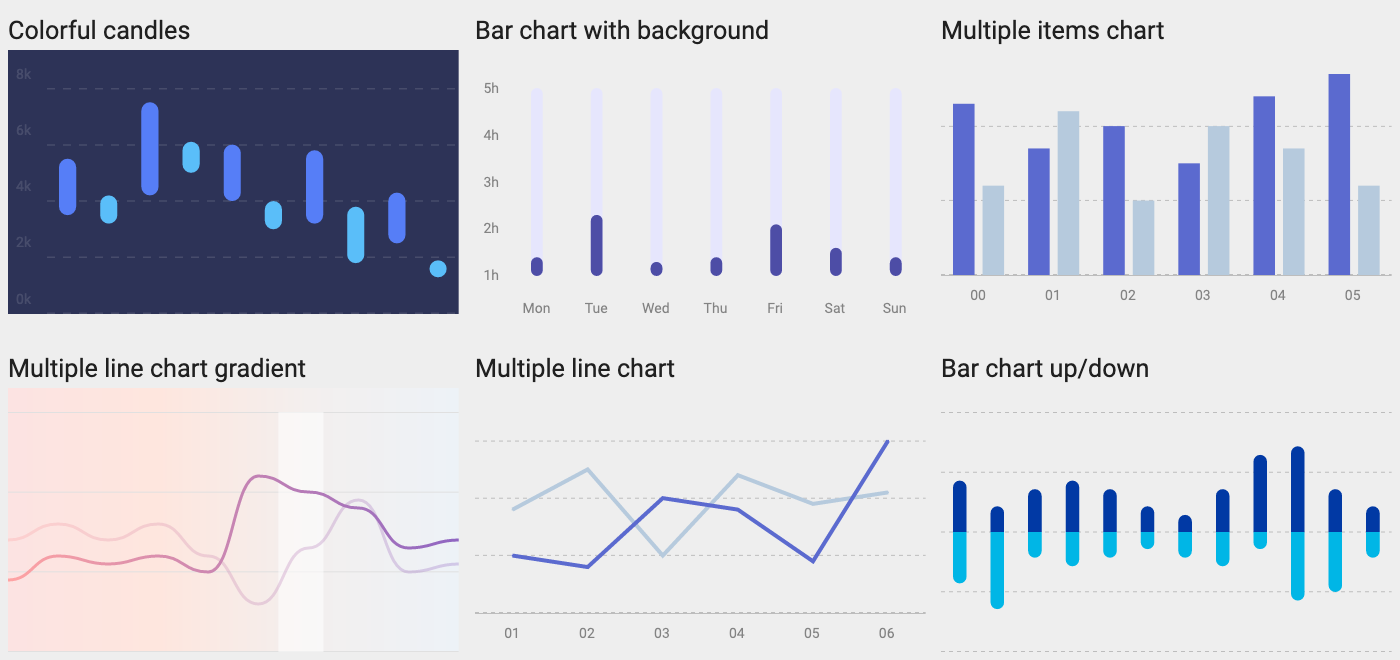 Colorful candles
8k
6k
4k
2k
0k
Bar chart with background
5h
4h
3h
2h
1h
Mon Tue Wed Thu Fri Sat Sun
Multiple items chart
00 01 02 03 04 05
Multiple line chart gradient
Multiple line chart
01 02 03 04 05 06
Bar chart up/down